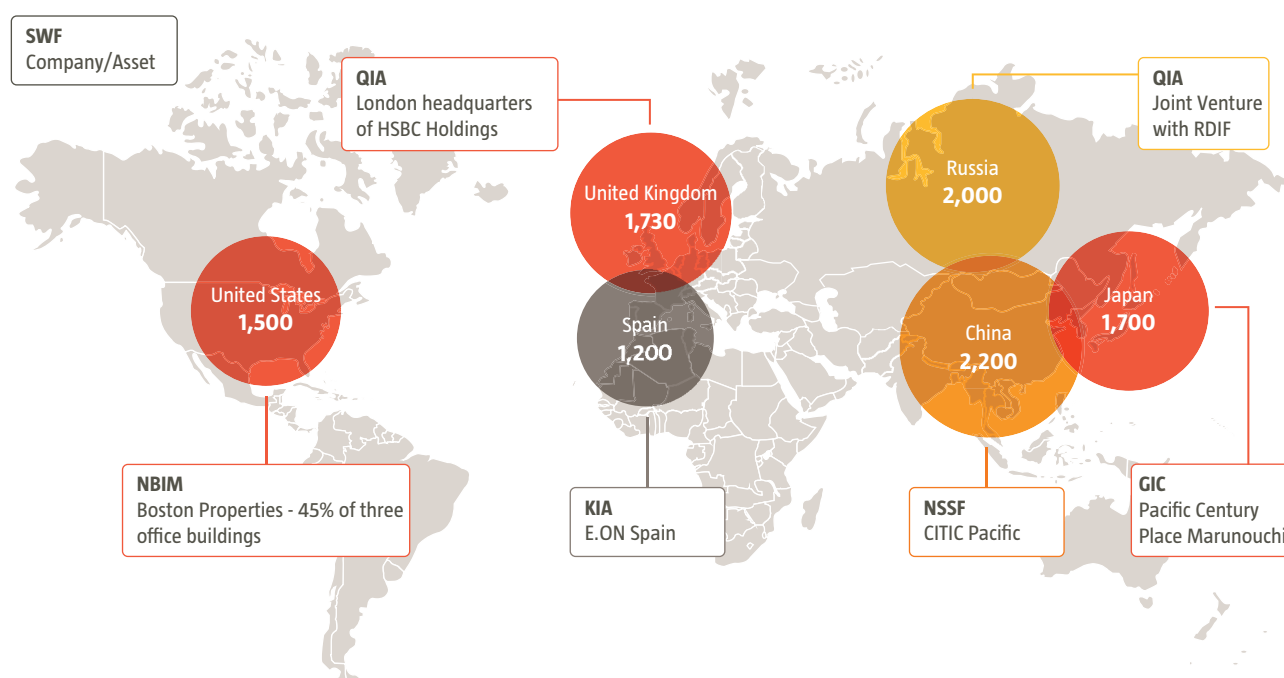 SWF
Company/Asset
QIA
London headquarters
of HSBC Holdings
QIA
Joint Venture
with RDIF
Russia
2,000
United Kingdom
1,730
United States
1,500
Spain
1,200
China
2,200
Japan
1,700
NBIM
Boston Properties - 45% of three
office buildings
KIA
E.ON Spain
NSSF
CITIC Pacific
GIC
Pacific Century
Place Marunouchi